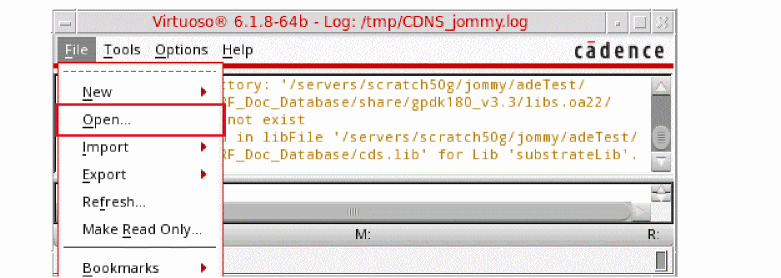 Virtuoso® 6.1.8-64b - Log: /tmp/CDNS_jommy.log
File Tools Options Help
cādence
New
Open...
Import
Export
Refresh...
Make Read Only...
Bookmarks
ctory: '/servers/scratch50g/jommy/adeTest/
RF_Doc_Database/share/gpdk180_v3.3/libs.oa22/
not exist
in libFile '/servers/scratch50g/jommy/adeTest/
RF_Doc_Database/cds.lib' for Lib 'substrateLib'.
M:
R: